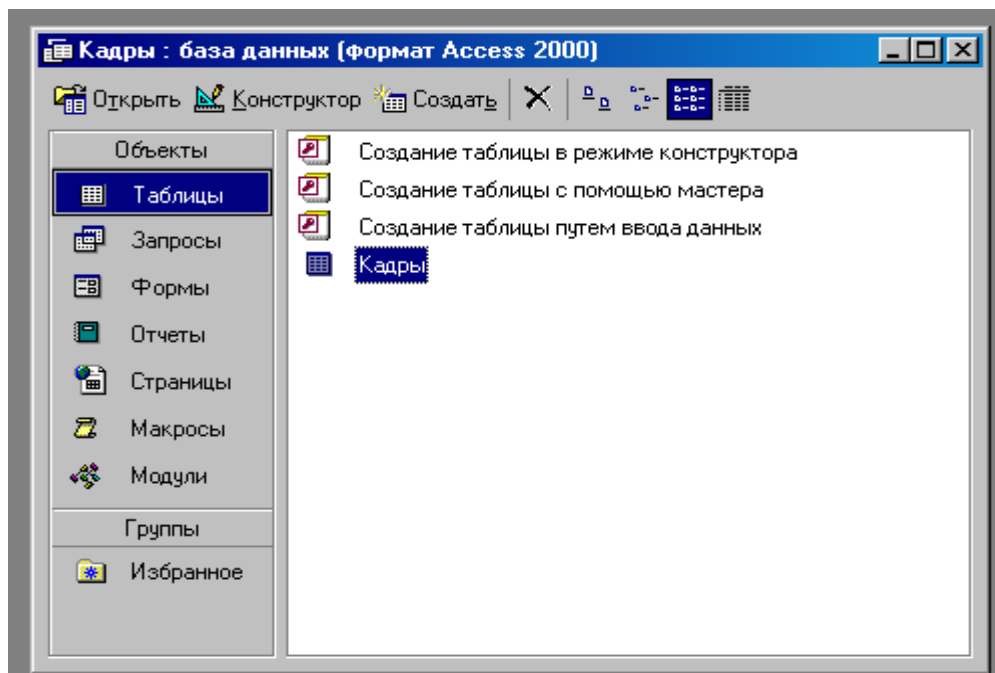 Кадры : база данных (формат Access 2000)
Открыть Конструктор Создать
Объекты
Таблицы
Запросы
Формы
Отчеты
Страницы
Макросы
Модули
Группы
Избранное
Создание таблицы в режиме конструктора
Создание таблицы с помощью мастера
Создание таблицы путем ввода данных
Кадры